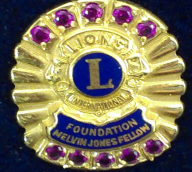 LIONS
L
INTERNATIONAL
FOUNDATION
MELVIN JONES FELLOW